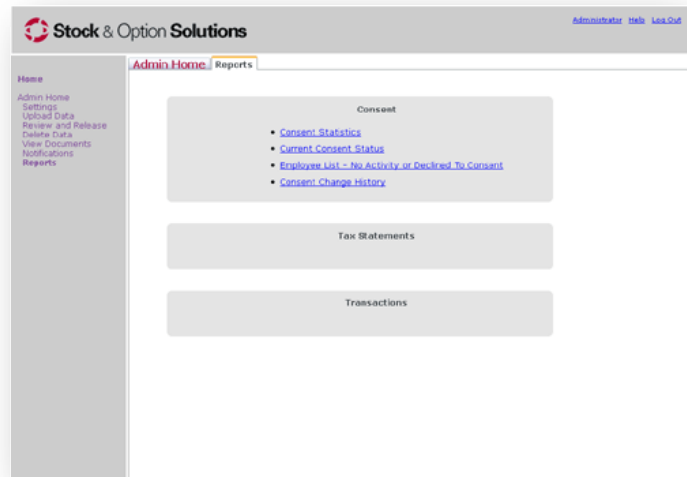 Stock & Option Solutions
Administrator Help Log Out
Admin Home Reports
Home
Admin Home
Settings
Upload Data
Review and Release
Delete Data
View Documents
Notifications
Reports
Consent
Consent Statistics
Current Consent Status
Employee List - No Activity or Declined To Consent
Consent Change History
Tax Statements
Transactions